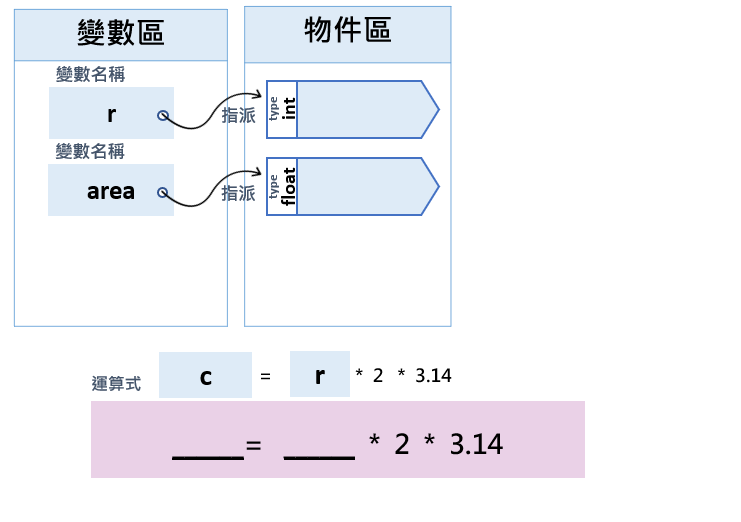 變數區
物件區
變數名稱
r
指派
type
int
變數名稱
area
指派
type
float
運算式 c = r * 2 * 3.14
_____= _____ * 2 * 3.14